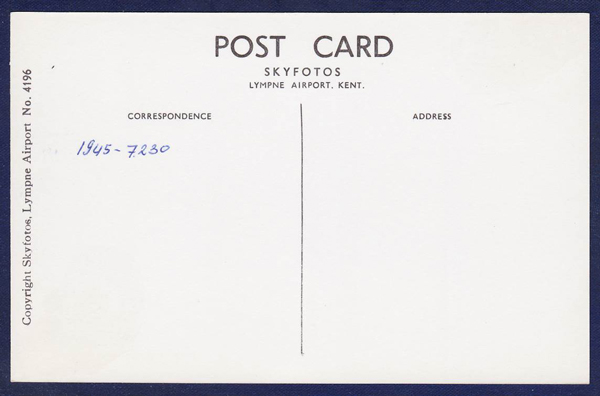 POST CARD
SKYFOTOS
LYMPNE AIRPORT, KENT.
CORRESPONDENCE
ADDRESS
1945-7230
Copyright Skyfotos, Lympne Airport No. 4196